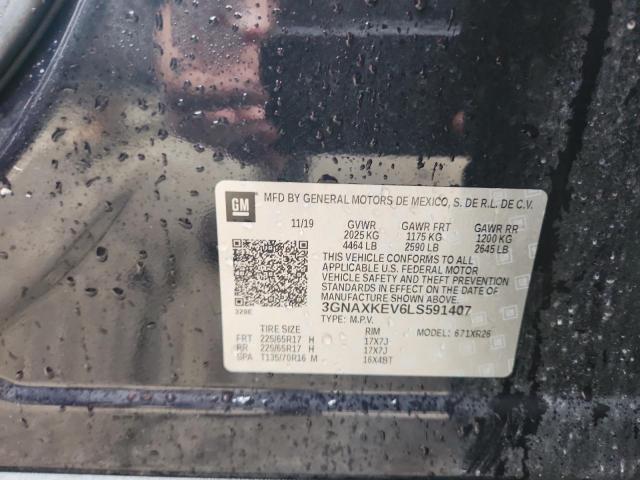 GM
MFD BY GENERAL MOTORS DE MEXICO, S. DE R.L. DE C.V.
11/19 GVWR GAWR FRT GAWR RR
2025 KG 1175 KG 1200 KG
4464 LB 2590 LB 2645 LB
THIS VEHICLE CONFORMS TO ALL
APPLICABLE U.S. FEDERAL MOTOR
VEHICLE SAFETY AND THEFT PREVENTION
STANDARDS IN EFFECT ON THE DATE OF
MANUFACTURE SHOWN ABOVE.
329E 3GNAXKEV6LS591407
TYPE: M.P.V. MODEL: 671XR26
TIRE SIZE RIM
FRT 225/65R17 H 17X7J
RR 225/65R17 H 17X7J
SPA T135/70R16 M 16X4BT